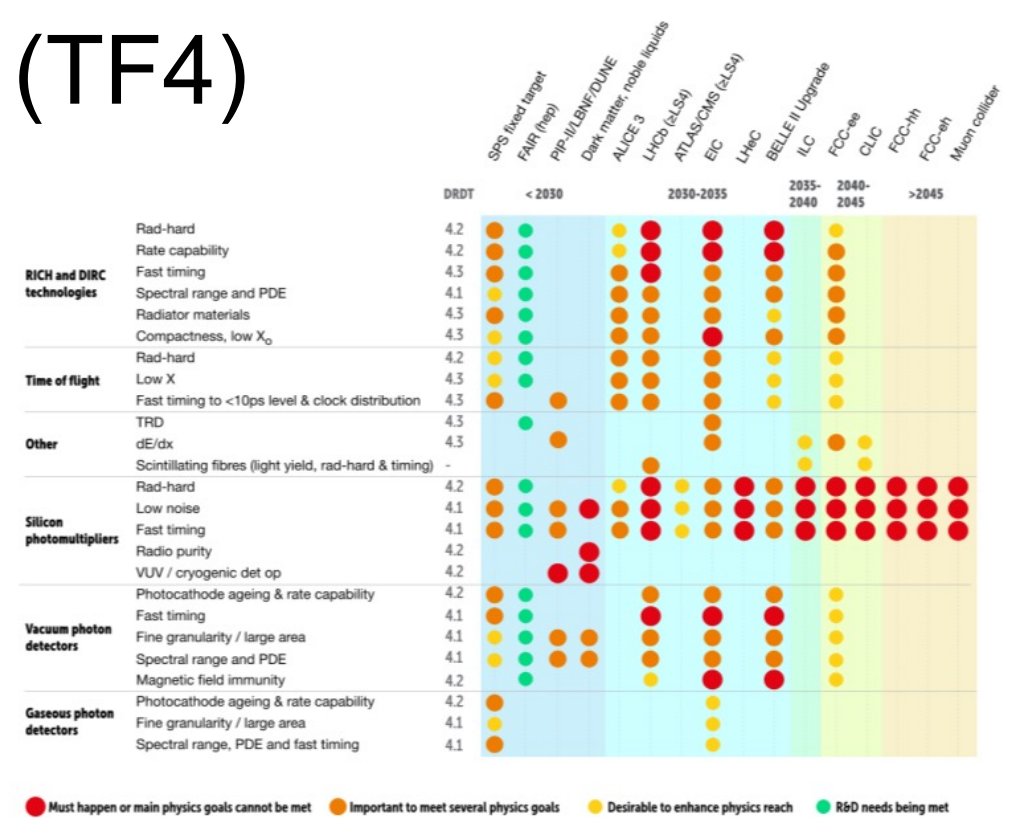 (TF4)
SPS fixed target
FAIR (hep)
PIP-II/LBNF/DUNE
Dark matter, noble liquids
ALICE 3
LHCb (≥LS4)
ATLAS/CMS (≥LS4)
EIC
LHeC
BELLE II Upgrade
ILC
FCC-ee
CLIC
FCC-hh
FCC-eh
Muon collider
DRDT < 2030 2030-2035 2035-2040 2040-2045 >2045
RICH and DIRC technologies
Rad-hard 4.2
Rate capability 4.2
Fast timing 4.3
Spectral range and PDE 4.1
Radiator materials 4.3
Compactness, low Xo 4.3
Time of flight
Rad-hard 4.2
Low X 4.3
Fast timing to <10ps level & clock distribution 4.3
Other
TRD 4.3
dE/dx 4.3
Scintillating fibres (light yield, rad-hard & timing) -
Silicon photomultipliers
Rad-hard 4.2
Low noise 4.1
Fast timing 4.1
Radio purity 4.2
VUV / cryogenic det op 4.2
Vacuum photon detectors
Photocathode ageing & rate capability 4.2
Fast timing 4.1
Fine granularity / large area 4.1
Spectral range and PDE 4.1
Magnetic field immunity 4.2
Gaseous photon detectors
Photocathode ageing & rate capability 4.2
Fine granularity / large area 4.1
Spectral range, PDE and fast timing 4.1
Must happen or main physics goals cannot be met Important to meet several physics goals Desirable to enhance physics reach R&D needs being met